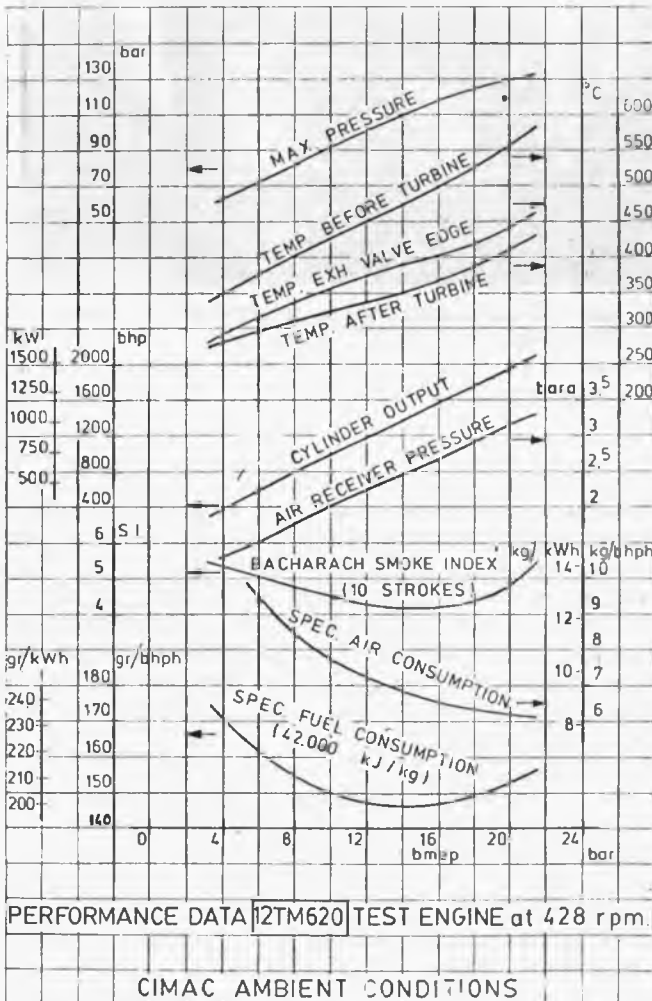 bar
130
110
90
70
50
°C
600
550
500
450
400
350
300
250
200
MAX. PRESSURE
TEMP. BEFORE TURBINE
TEMP. EXH. VALVE EDGE
TEMP. AFTER TURBINE
kW
1500
1250
1000
750
500
bhp
2000
1600
1200
800
400
CYLINDER OUTPUT
AIR RECEIVER PRESSURE
bara
3,5
3
2,5
2
S I
6
5
4
BACHARACH SMOKE INDEX
(10 STROKES)
kg/kWh
14
12
10
8
kg/bhph
10
9
8
7
6
SPEC. AIR CONSUMPTION
gr/kWh
240
230
220
210
200
gr/bhph
180
170
160
150
140
SPEC. FUEL CONSUMPTION
(42.000 kJ/kg)
0 4 8 12 16 20 24
bmep bar
PERFORMANCE DATA 12TM620 TEST ENGINE at 428 rpm.
CIMAC AMBIENT CONDITIONS